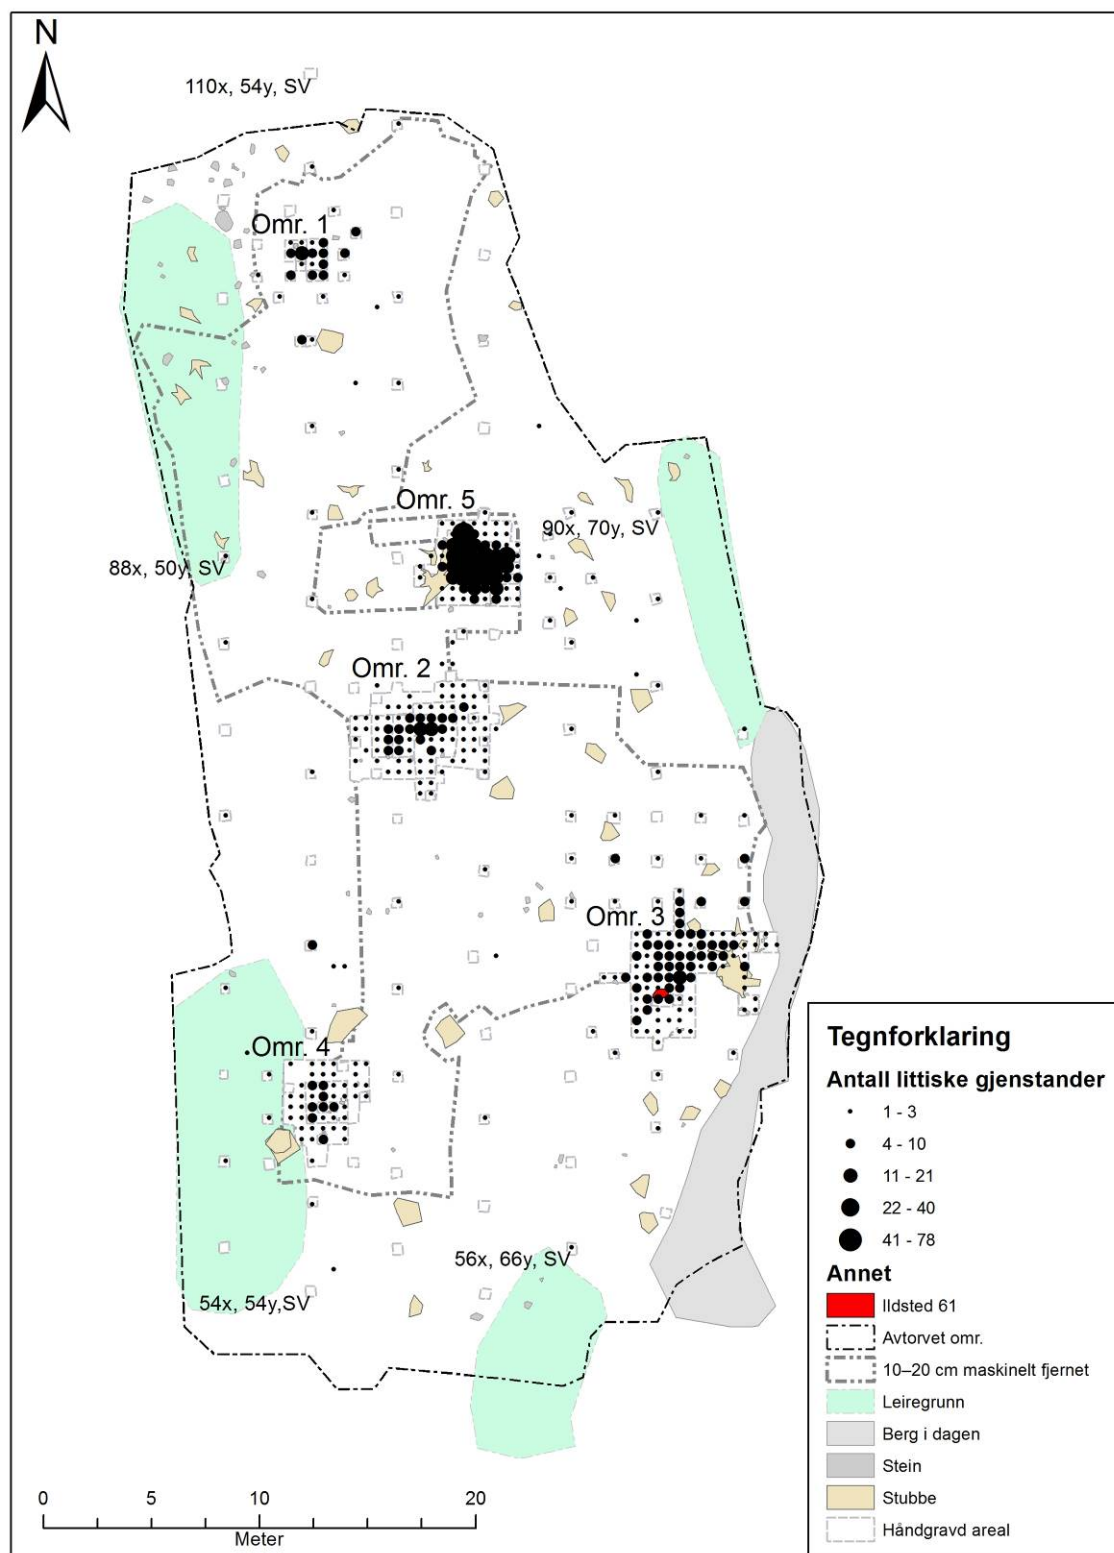 N
110x, 54y, SV
Omr. 1
Omr. 5
90x, 70y, SV
88x, 50y, SV
Omr. 2
Omr. 3
Omr. 4
56x, 66y, SV
54x, 54y,SV
0 5 10 20
Meter
Tegnforklaring
Antall littiske gjenstander
1 - 3
4 - 10
11 - 21
22 - 40
41 - 78
Annet
Ildsted 61
Avtorvet omr.
10–20 cm maskinelt fjernet
Leiregrunn
Berg i dagen
Stein
Stubbe
Håndgravd areal